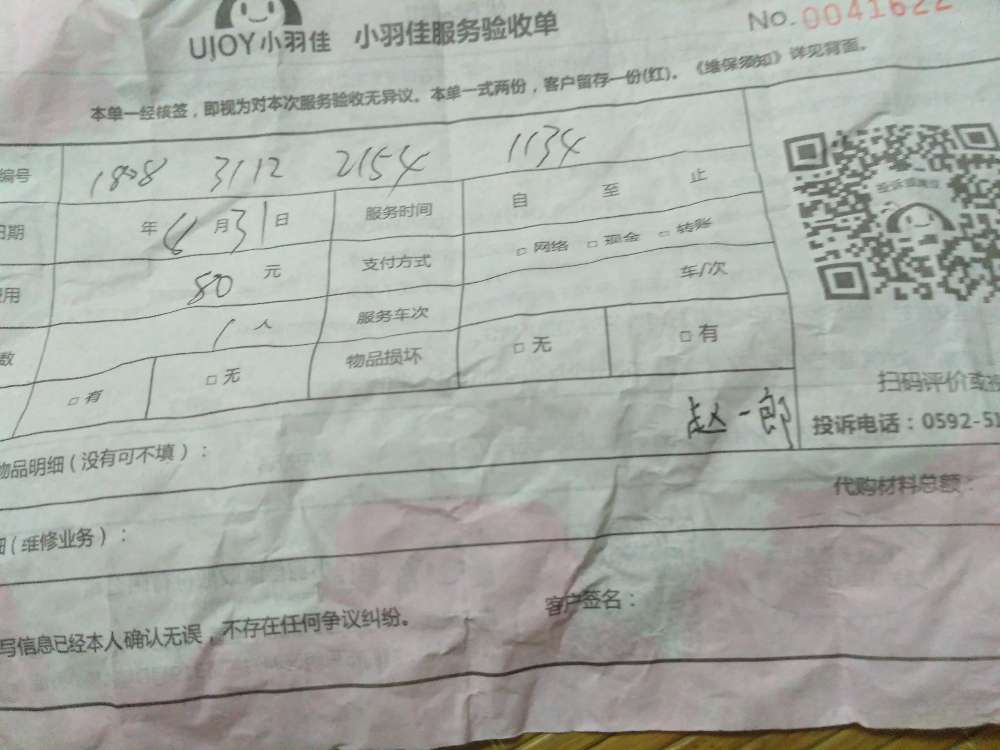 UJOY小羽佳 小羽佳服务验收单 No.0041622
本单一经核签，即视为对本次服务验收无异议。本单一式两份，客户留存一份(红)。《维保须知》详见背面。
编号 1808 3112 2154 1134
日期 年 月31日 服务时间 自 至 止
费用 80 元 支付方式 □网络 □现金 □转账
数 1 人 服务车次 车/次
□有 □无 物品损坏 □无 □有
赵一郎
扫码评价或
投诉电话：0592-51
物品明细（没有可不填）：
代购材料总额：
细（维修业务）：
客户签名：
写信息已经本人确认无误，不存在任何争议纠纷。